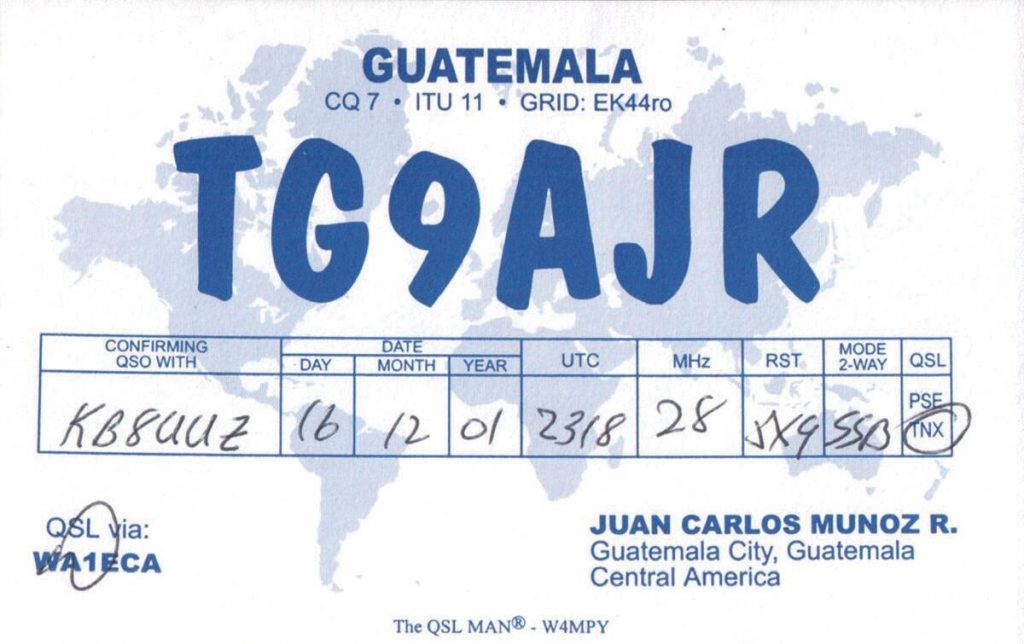 GUATEMALA
CQ 7 • ITU 11 • GRID: EK44ro
TG9AJR
CONFIRMING QSO WITH DATE UTC MHz RST MODE 2-WAY QSL
DAY MONTH YEAR
PSE
KB8UUZ 16 12 01 2318 28 5X9 SSB TNX
QSL via:
WA1ECA
JUAN CARLOS MUNOZ R.
Guatemala City, Guatemala
Central America
The QSL MAN® - W4MPY